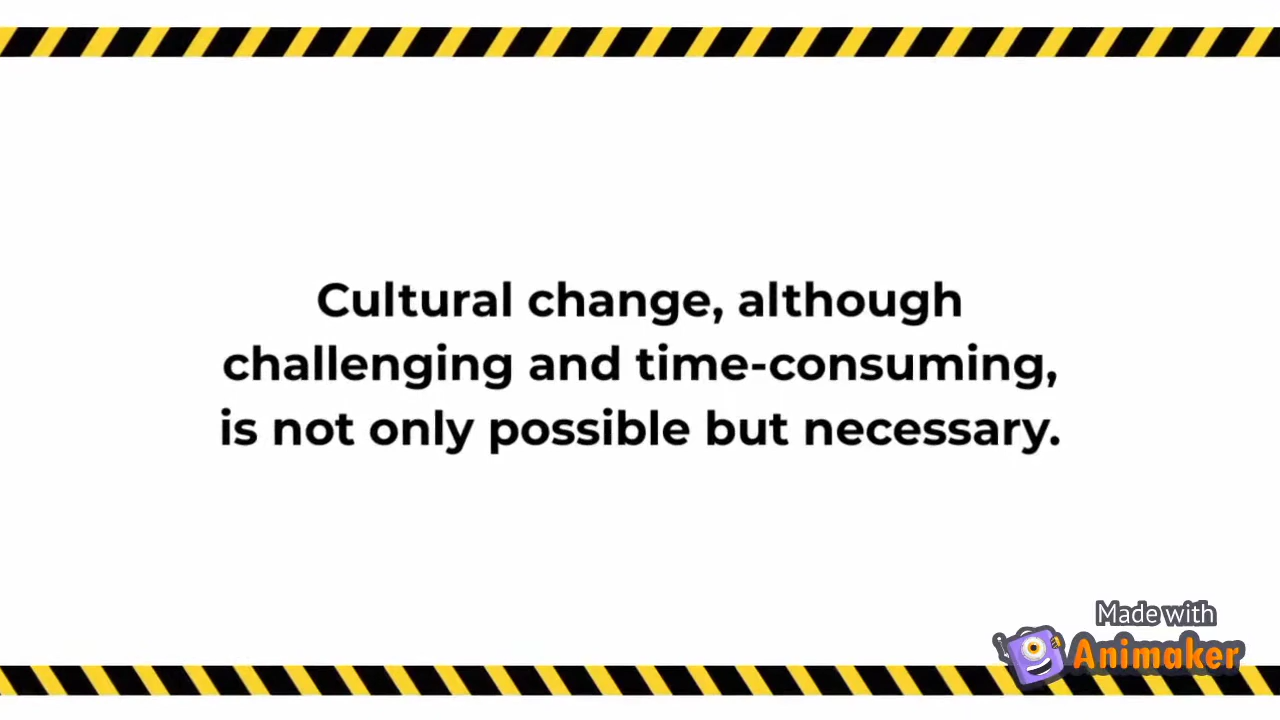 Cultural change, although
challenging and time-consuming,
is not only possible but necessary.
Made with
Animaker